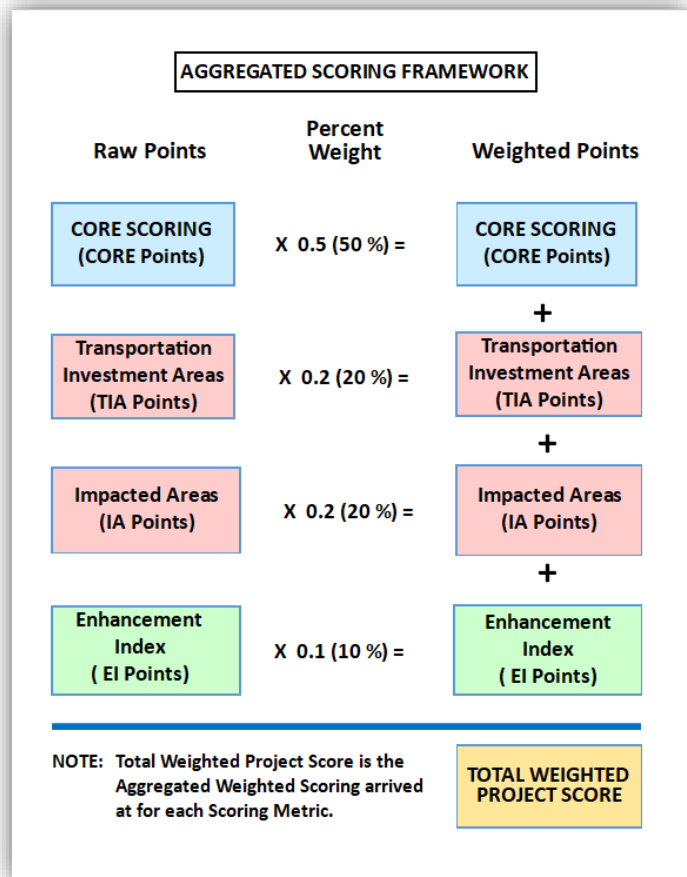 AGGREGATED SCORING FRAMEWORK
Raw Points
Percent
Weight
Weighted Points
CORE SCORING
(CORE Points)
X 0.5 (50 %) =
CORE SCORING
(CORE Points)
+
Transportation
Investment Areas
(TIA Points)
X 0.2 (20 %) =
Transportation
Investment Areas
(TIA Points)
+
Impacted Areas
(IA Points)
X 0.2 (20 %) =
Impacted Areas
(IA Points)
+
Enhancement
Index
( EI Points)
X 0.1 (10 %) =
Enhancement
Index
( EI Points)
NOTE: Total Weighted Project Score is the
Aggregated Weighted Scoring arrived
at for each Scoring Metric.
TOTAL WEIGHTED
PROJECT SCORE